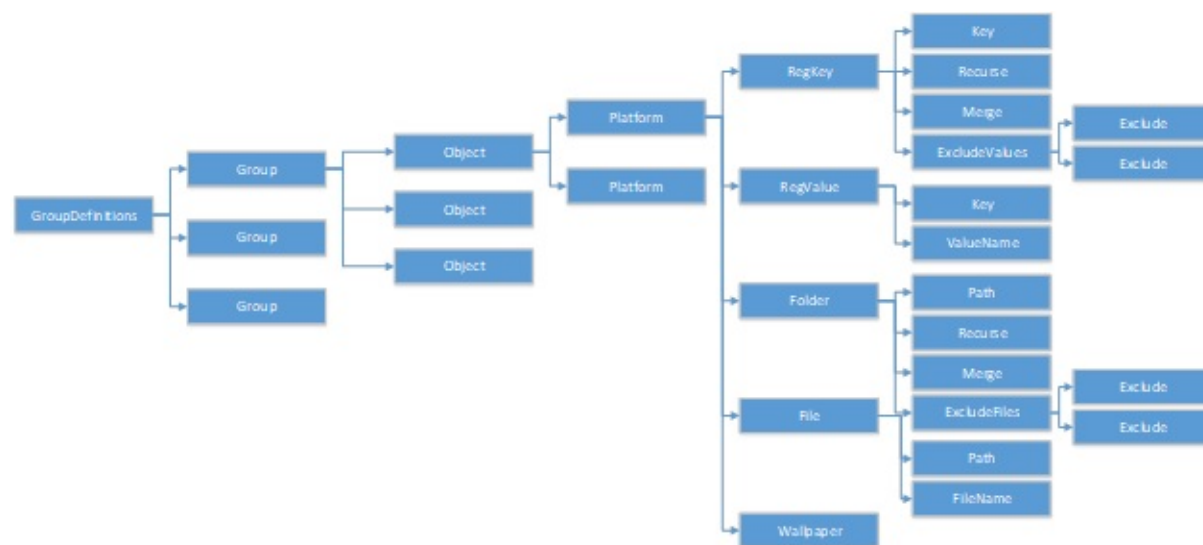 GroupDefinitions
Group
Group
Group
Object
Object
Object
Platform
Platform
RegKey
RegValue
Folder
File
Wallpaper
Key
Recurse
Merge
ExcludeValues
Key
ValueName
Path
Recurse
Merge
ExcludeFiles
Path
FileName
Exclude
Exclude
Exclude
Exclude